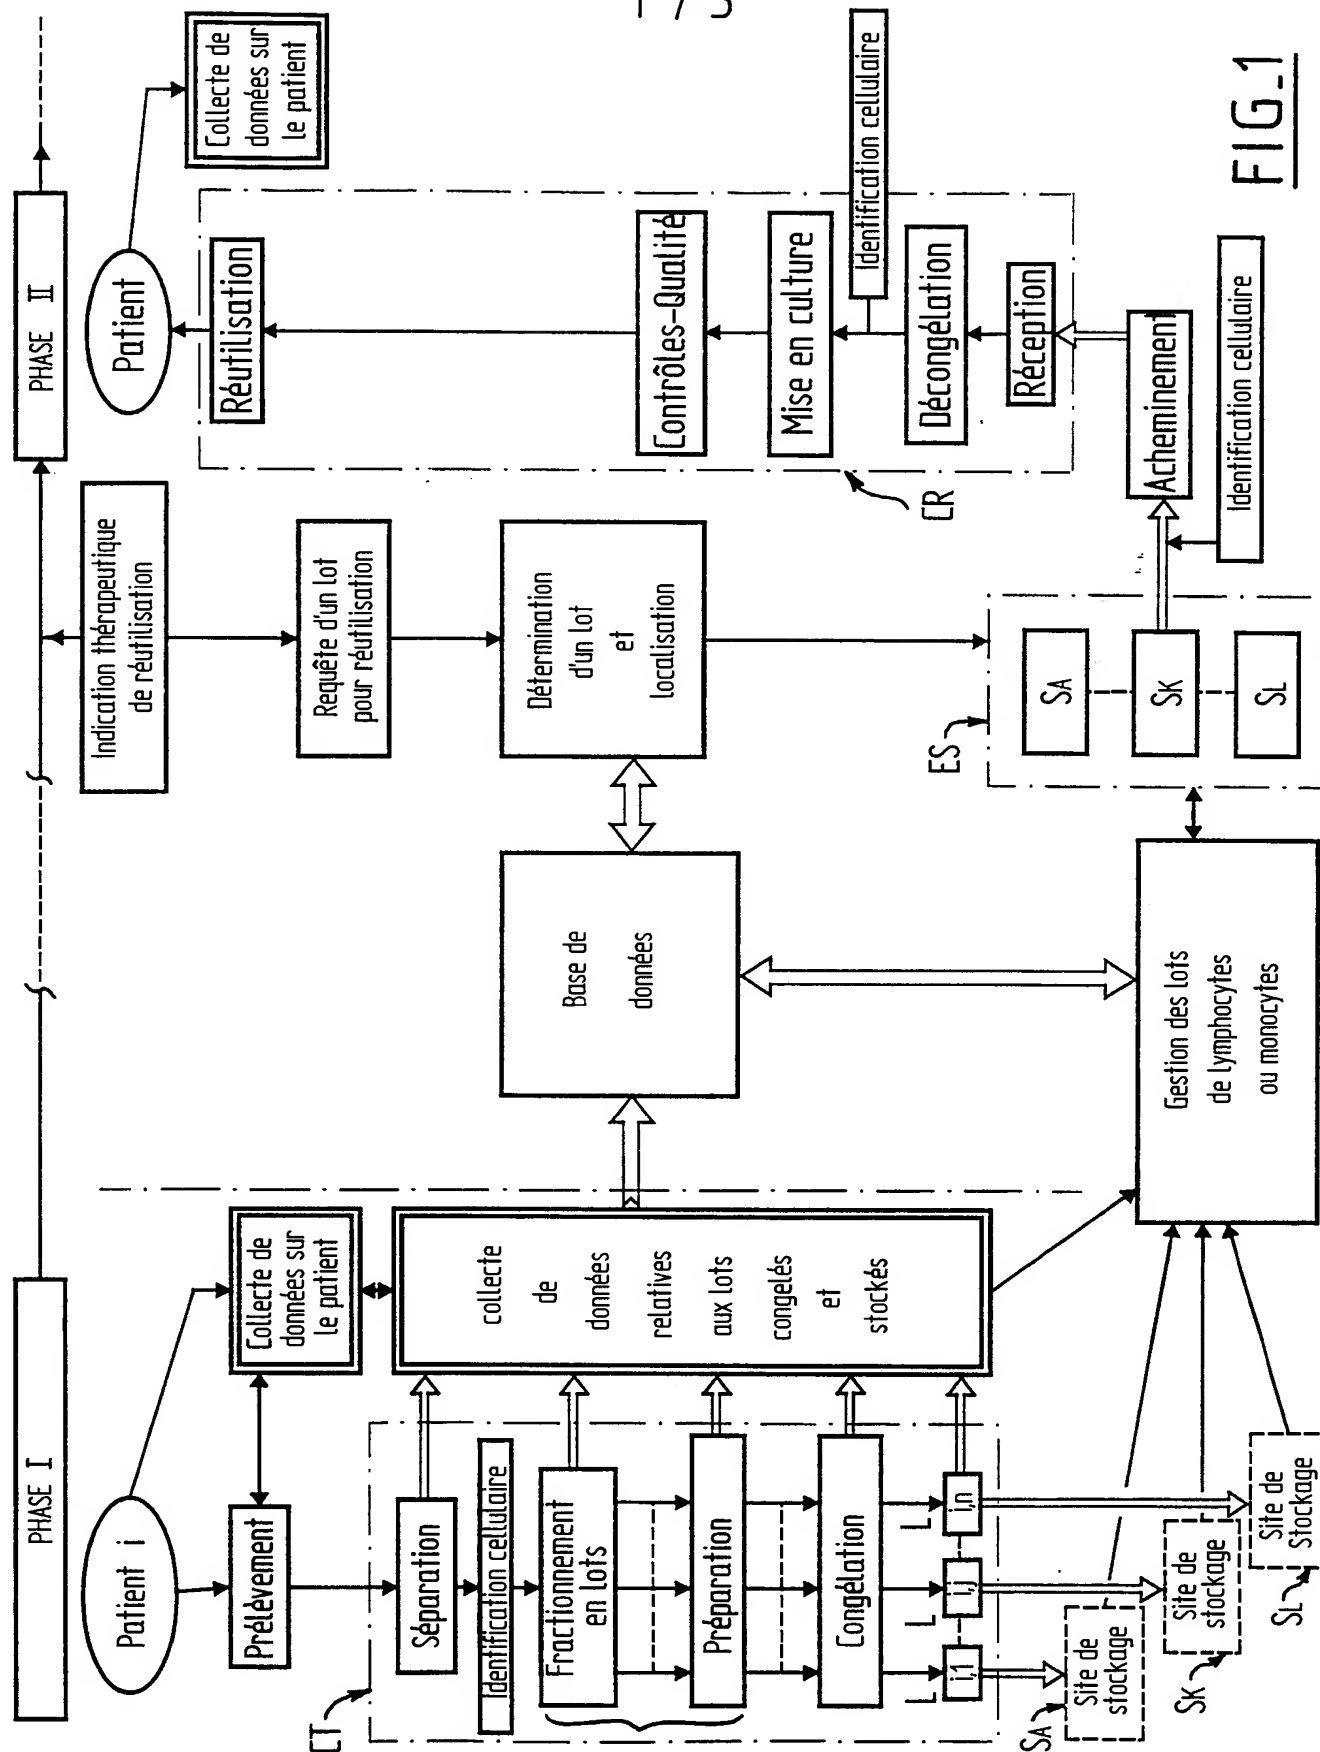 1 / 3
PHASE I
PHASE II
Patient i
Collecte de
données sur
le patient
Prélèvement
CT
Séparation
Identification cellulaire
Fractionnement
en lots
Préparation
Congélation
L
i1
L
ij
L
in
collecte
de
données
relatives
aux lots
congelés
et
stockés
SA
Site de
stockage
SK
Site de
stockage
SL
Site de
Stockage
Base de
données
Gestion des lots
de lymphocytes
ou monocytes
Indication thérapeutique
de réutilisation
Requête d'un lot
pour réutilisation
Détermination
d'un lot
et
localisation
ES
SA
SK
SL
Patient
Collecte de
données sur
le patient
Réutilisation
Contrôles-Qualité
Mise en culture
Identification cellulaire
Décongélation
Réception
CR
Acheminement
Identification cellulaire
FIG_1